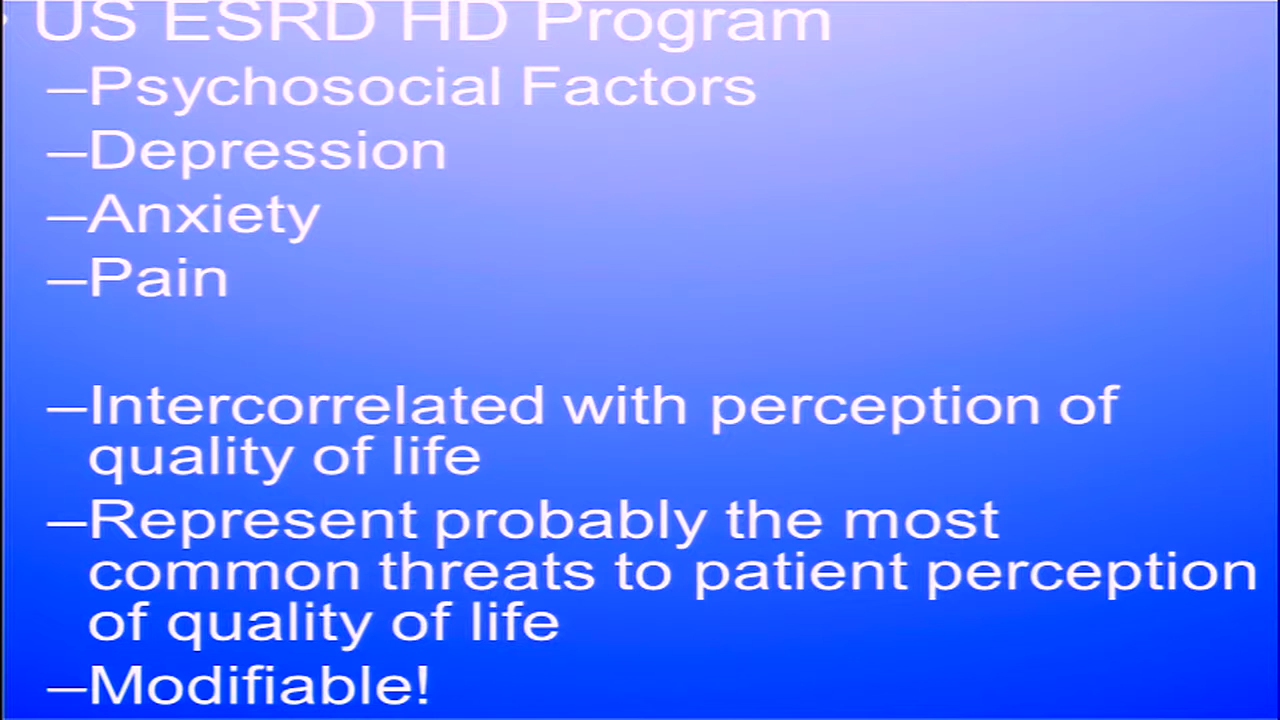 US ESRD HD Program
–Psychosocial Factors
–Depression
–Anxiety
–Pain
–Intercorrelated with perception of
quality of life
–Represent probably the most
common threats to patient perception
of quality of life
–Modifiable!